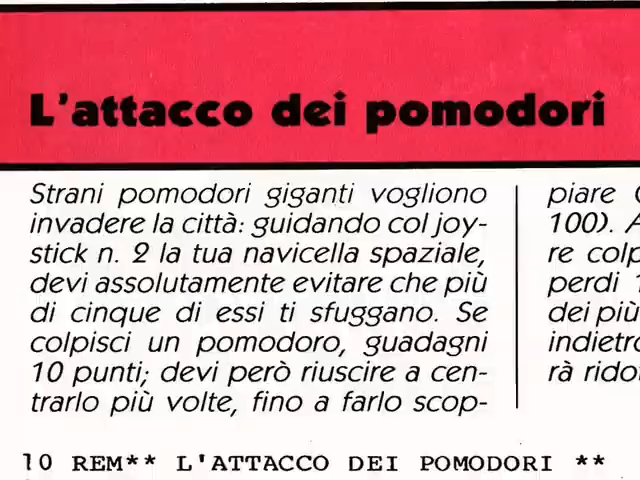 L'attacco dei pomodori
Strani pomodori giganti vogliono
invadere la città: guidando col joy-
stick n. 2 la tua navicella spaziale,
devi assolutamente evitare che più
di cinque di essi ti sfuggano. Se
colpisci un pomodoro, guadagni
10 punti; devi però riuscire a cen-
trarlo più volte, fino a farlo scop-
piare
100).
re
perdi
dei più
indietro
rà
10 REM** L'ATTACCO DEI POMODORI **